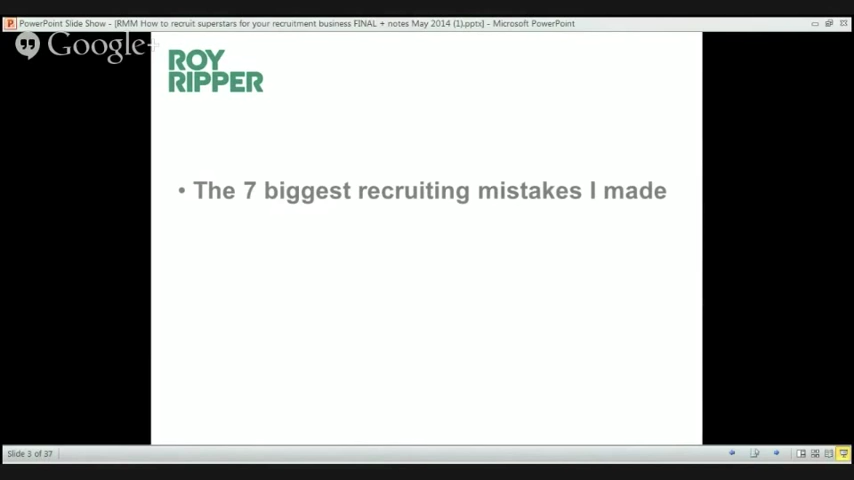 PowerPoint Slide Show - [RMM How to recruit superstars for your recruitment business FINAL + notes May 2014 (1).pptx] - Microsoft PowerPoint
Google+
ROY
RIPPER
• The 7 biggest recruiting mistakes I made
Slide 3 of 37